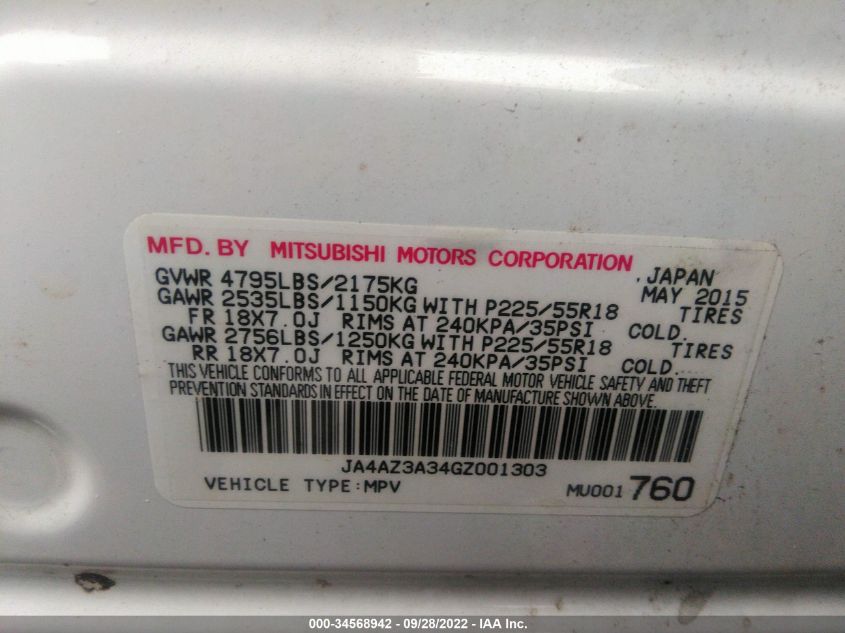 MFD. BY MITSUBISHI MOTORS CORPORATION
. JAPAN
GVWR 4795LBS/2175KG MAY 2015
GAWR 2535LBS/1150KG WITH P225/55R18 TIRES
FR 18X7.0J RIMS AT 240KPA/35PSI COLD.
GAWR 2756LBS/1250KG WITH P225/55R18 TIRES
RR 18X7.0J RIMS AT 240KPA/35PSI COLD.
THIS VEHICLE CONFORMS TO ALL APPLICABLE FEDERAL MOTOR VEHICLE SAFETY AND THEFT
PREVENTION STANDARDS IN EFFECT ON THE DATE OF MANUFACTURE SHOWN ABOVE.
JA4AZ3A34GZ001303
VEHICLE TYPE:MPV MU001 760
000-34568942 - 09/28/2022 - IAA Inc.